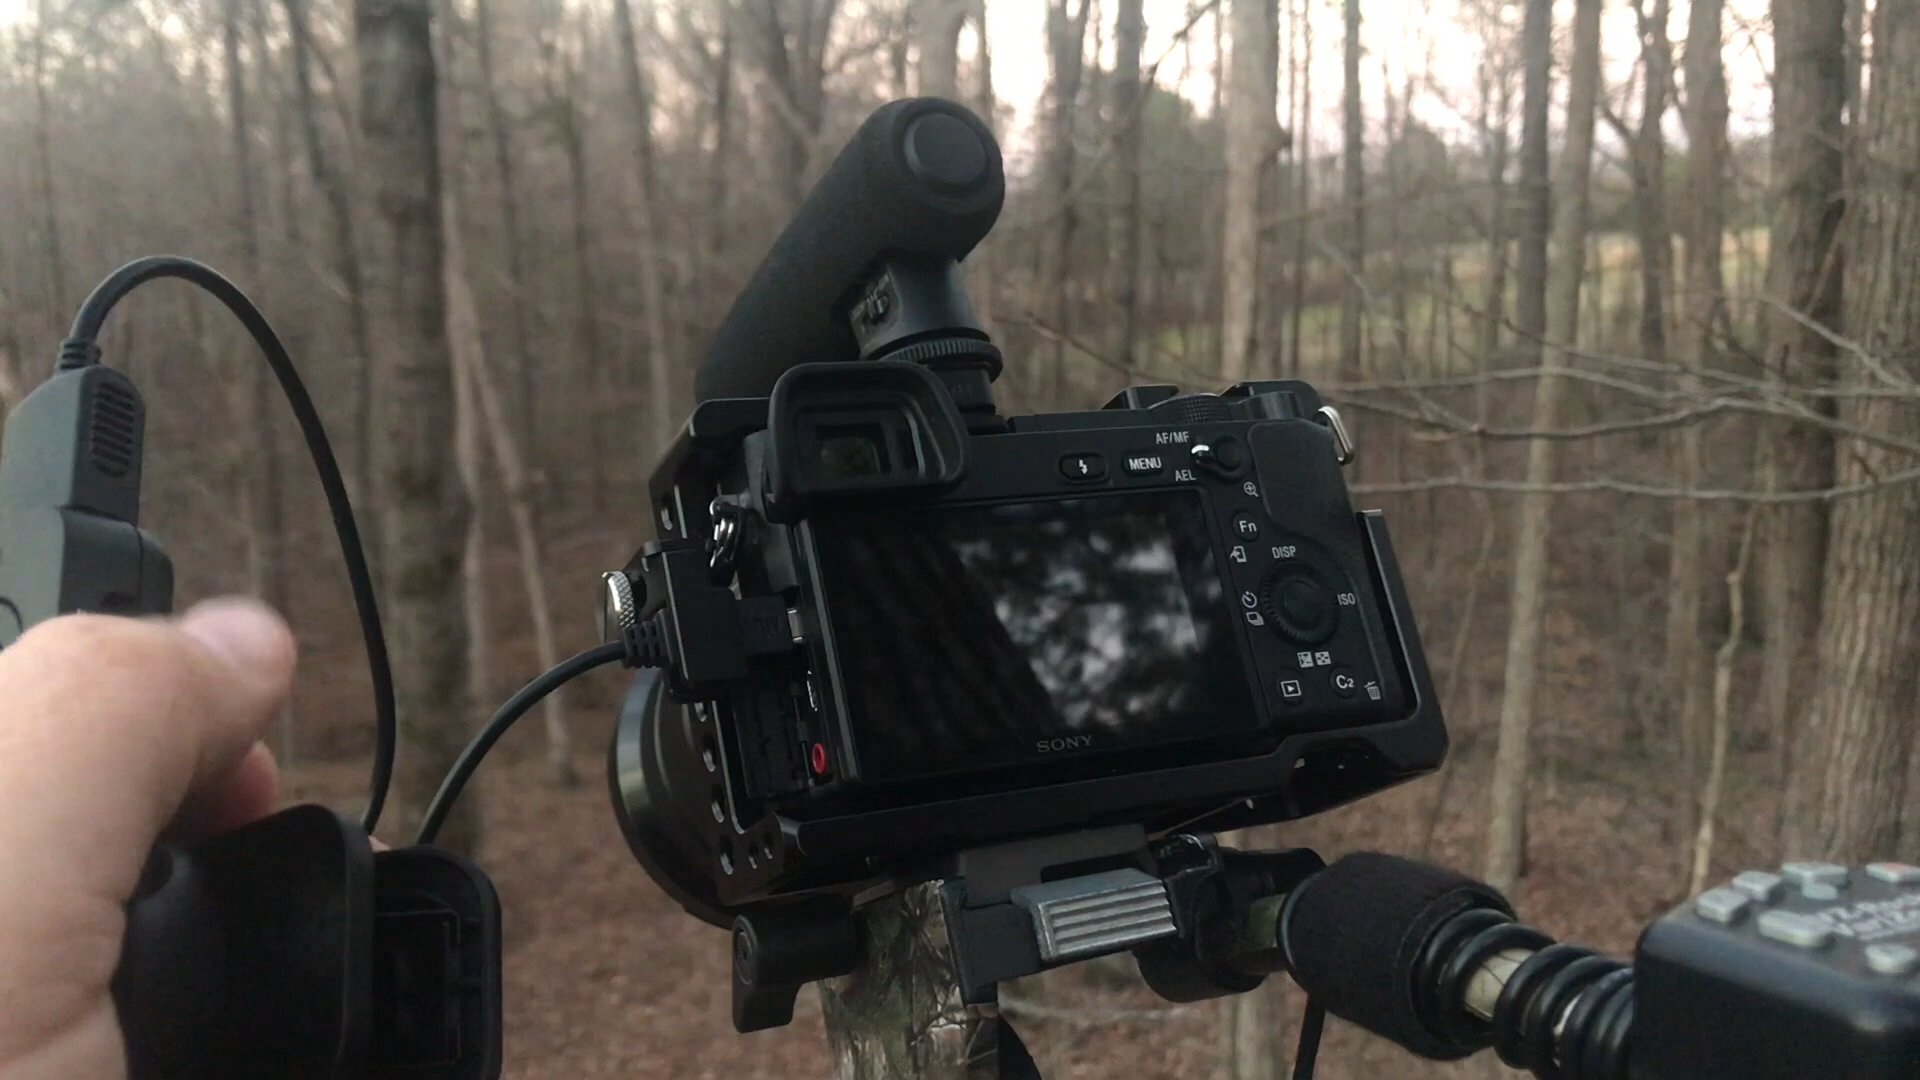 AF/MF
MENU
AEL
Fn
DISP
ISO
C2
SONY